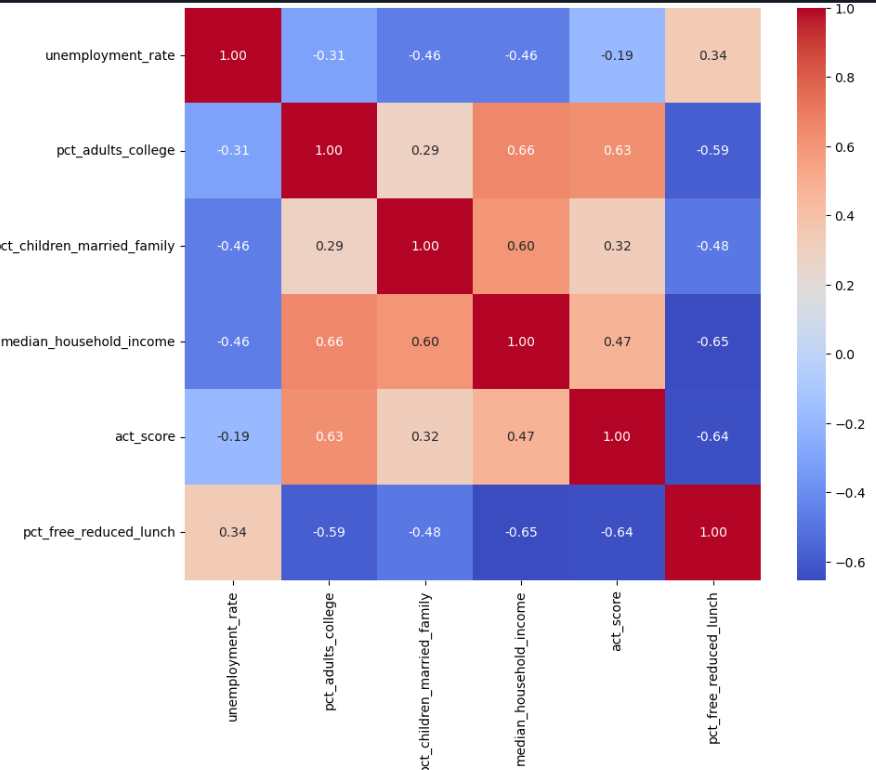 1.0
unemployment_rate 1.00 -0.31 -0.46 -0.46 -0.19 0.34
0.8
pct_adults_college -0.31 1.00 0.29 0.66 0.63 -0.59
0.6
0.4
ct_children_married_family -0.46 0.29 1.00 0.60 0.32 -0.48
0.2
median_household_income -0.46 0.66 0.60 1.00 0.47 -0.65
0.0
−0.2
act_score -0.19 0.63 0.32 0.47 1.00 -0.64
−0.4
pct_free_reduced_lunch 0.34 -0.59 -0.48 -0.65 -0.64 1.00
−0.6
unemployment_rate
pct_adults_college
ct_children_married_family
median_household_income
act_score
pct_free_reduced_lunch